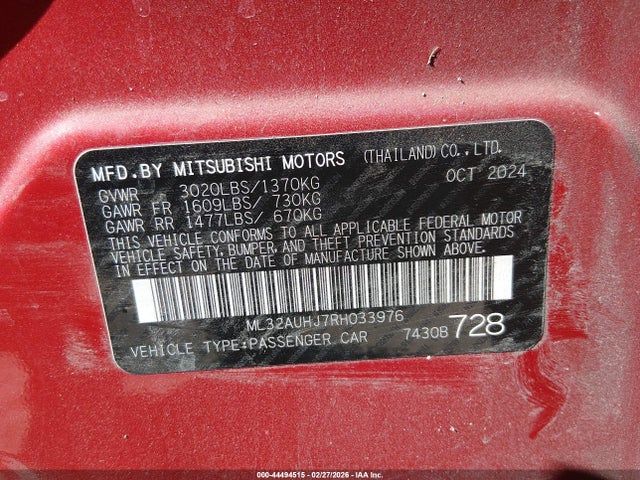 MFD.BY MITSUBISHI MOTORS (THAILAND) CO., LTD.
GVWR 3020LBS/1370KG OCT 2024
GAWR FR 1609LBS/ 730KG
GAWR RR 1477LBS/ 670KG
THIS VEHICLE CONFORMS TO ALL APPLICABLE FEDERAL MOTOR
VEHICLE SAFETY, BUMPER, AND THEFT PREVENTION STANDARDS
IN EFFECT ON THE DATE OF MANUFACTURE SHOWN ABOVE.
ML32AUHJ7RH033976
VEHICLE TYPE:PASSENGER CAR 7430B 728
000-44494515 - 02/27/2026 - IAA Inc.